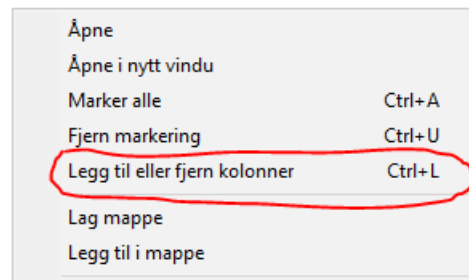 Åpne
Åpne i nytt vindu
Marker alle Ctrl+A
Fjern markering Ctrl+U
Legg til eller fjern kolonner Ctrl+L
Lag mappe
Legg til i mappe